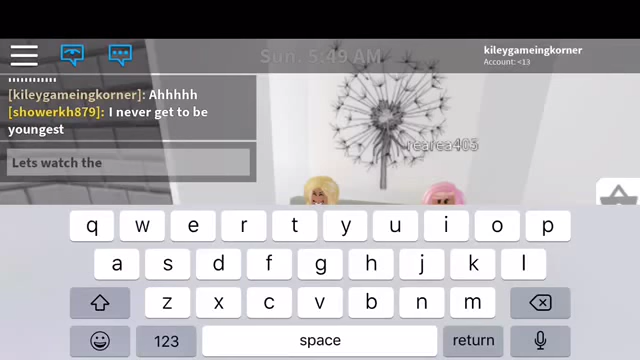 Sun. 5:49 AM
kileygameingkorner
Account: <13
[kileygameingkorner]: Ahhhhh
[showerkh879]: I never get to be
youngest
Lets watch the
rearea403
q w e r t y u i o p
a s d f g h j k l
z x c v b n m
123 space return